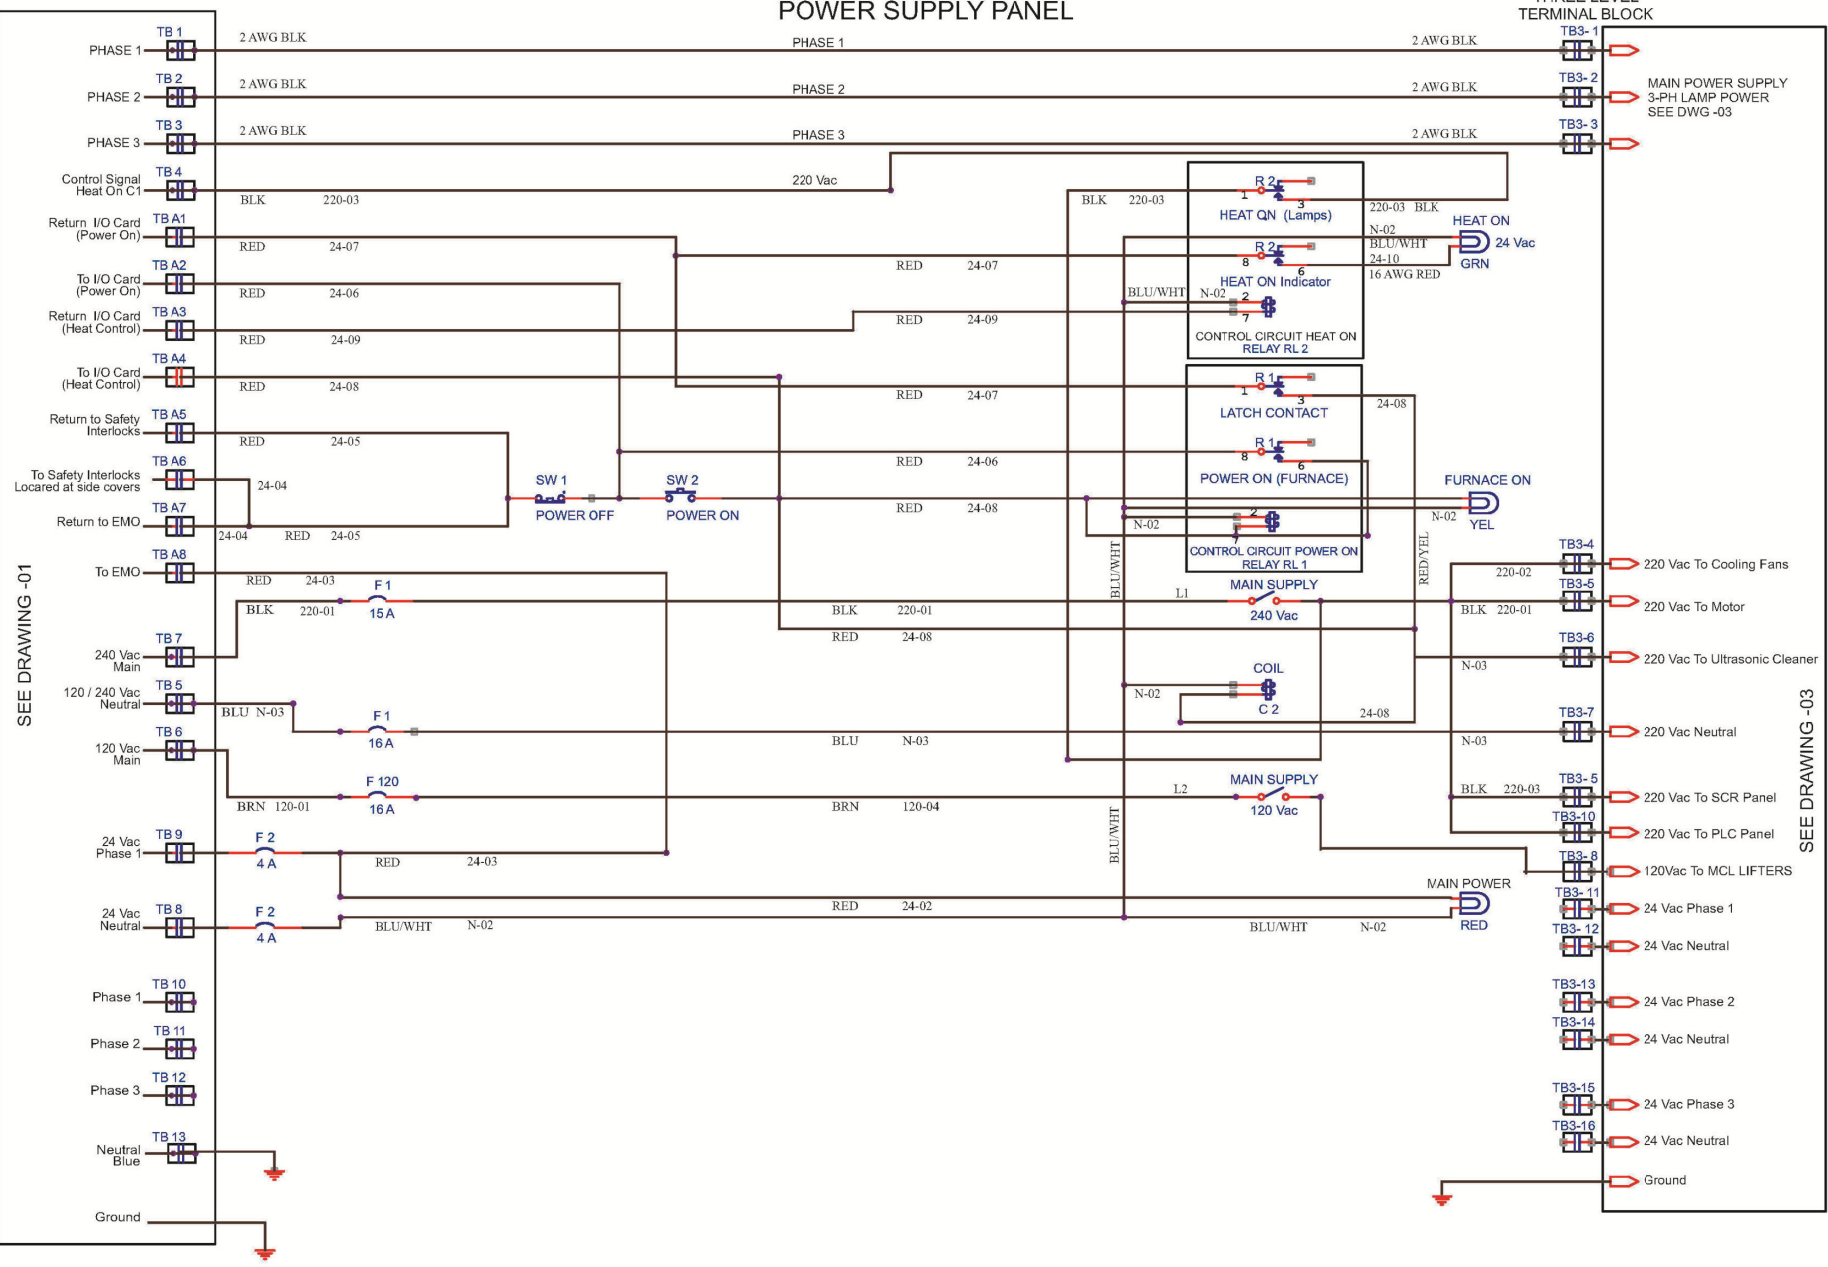 POWER SUPPLY PANEL
TERMINAL BLOCK
TB 1
PHASE 1
2 AWG BLK
PHASE 1
2 AWG BLK
TB3- 1
TB 2
PHASE 2
2 AWG BLK
PHASE 2
2 AWG BLK
TB3- 2
MAIN POWER SUPPLY
3-PH LAMP POWER
SEE DWG -03
TB 3
PHASE 3
2 AWG BLK
PHASE 3
2 AWG BLK
TB3- 3
TB 4
Control Signal
Heat On C1
BLK 220-03
220 Vac
BLK 220-03
R 2
1
3
HEAT ON (Lamps)
220-03 BLK
TB A1
Return I/O Card
(Power On)
RED 24-07
N-02
BLU/WHT
HEAT ON
24 Vac
GRN
RED 24-07
R 2
8
6
24-10
16 AWG RED
HEAT ON Indicator
TB A2
To I/O Card
(Power On)
RED 24-06
BLU/WHT N-02
2
7
TB A3
Return I/O Card
(Heat Control)
RED 24-09
RED 24-09
CONTROL CIRCUIT HEAT ON
RELAY RL 2
TB A4
To I/O Card
(Heat Control)
RED 24-08
RED 24-07
R 1
1
3
LATCH CONTACT
24-08
TB A5
Return to Safety
Interlocks
RED 24-05
RED 24-06
R 1
8
6
POWER ON (FURNACE)
TB A6
To Safety Interlocks
Locared at side covers
24-04
SW 1
POWER OFF
SW 2
POWER ON
RED 24-08
FURNACE ON
N-02
YEL
TB A7
Return to EMO
24-04 RED 24-05
N-02
2
7
CONTROL CIRCUIT POWER ON
RELAY RL 1
BLU/WHT
RED/YEL
TB A8
To EMO
RED 24-03
TB3-4
220-02
220 Vac To Cooling Fans
F 1
15 A
BLK 220-01
BLK 220-01
L1
MAIN SUPPLY
240 Vac
BLK 220-01
TB3-5
220 Vac To Motor
RED 24-08
SEE DRAWING -01
TB 7
240 Vac
Main
TB3-6
N-03
220 Vac To Ultrasonic Cleaner
TB 5
120 / 240 Vac
Neutral
BLU N-03
COIL
N-02
C 2
24-08
F 1
16 A
BLU N-03
N-03
TB3-7
220 Vac Neutral
TB 6
120 Vac
Main
BRN 120-01
F 120
16 A
BRN 120-04
L2
MAIN SUPPLY
120 Vac
BLK 220-03
TB3- 5
220 Vac To SCR Panel
SEE DRAWING -03
TB3-10
220 Vac To PLC Panel
BLU/WHT
TB 9
24 Vac
Phase 1
F 2
4 A
RED 24-03
TB3- 8
120Vac To MCL LIFTERS
RED 24-02
MAIN POWER
RED
TB3- 11
24 Vac Phase 1
TB 8
24 Vac
Neutral
F 2
4 A
BLU/WHT N-02
BLU/WHT N-02
TB3- 12
24 Vac Neutral
TB 10
Phase 1
TB3-13
24 Vac Phase 2
TB 11
Phase 2
TB3-14
24 Vac Neutral
TB 12
Phase 3
TB3-15
24 Vac Phase 3
TB 13
Neutral
Blue
TB3-16
24 Vac Neutral
Ground
Ground